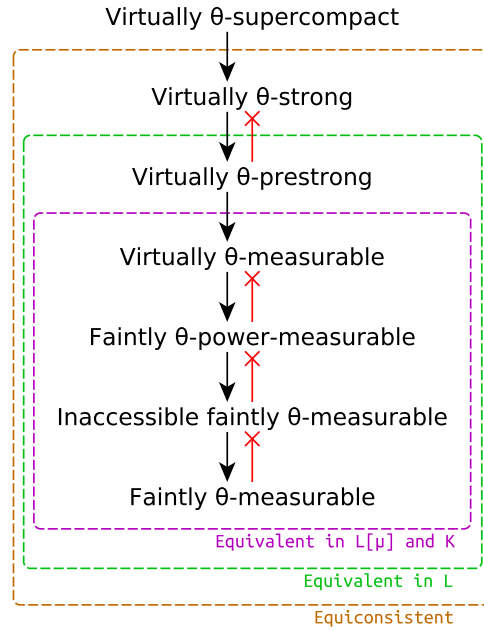 Virtually θ-supercompact
Virtually θ-strong
Virtually θ-prestrong
Virtually θ-measurable
Faintly θ-power-measurable
Inaccessible faintly θ-measurable
Faintly θ-measurable
Equivalent in L[μ] and K
Equivalent in L
Equiconsistent